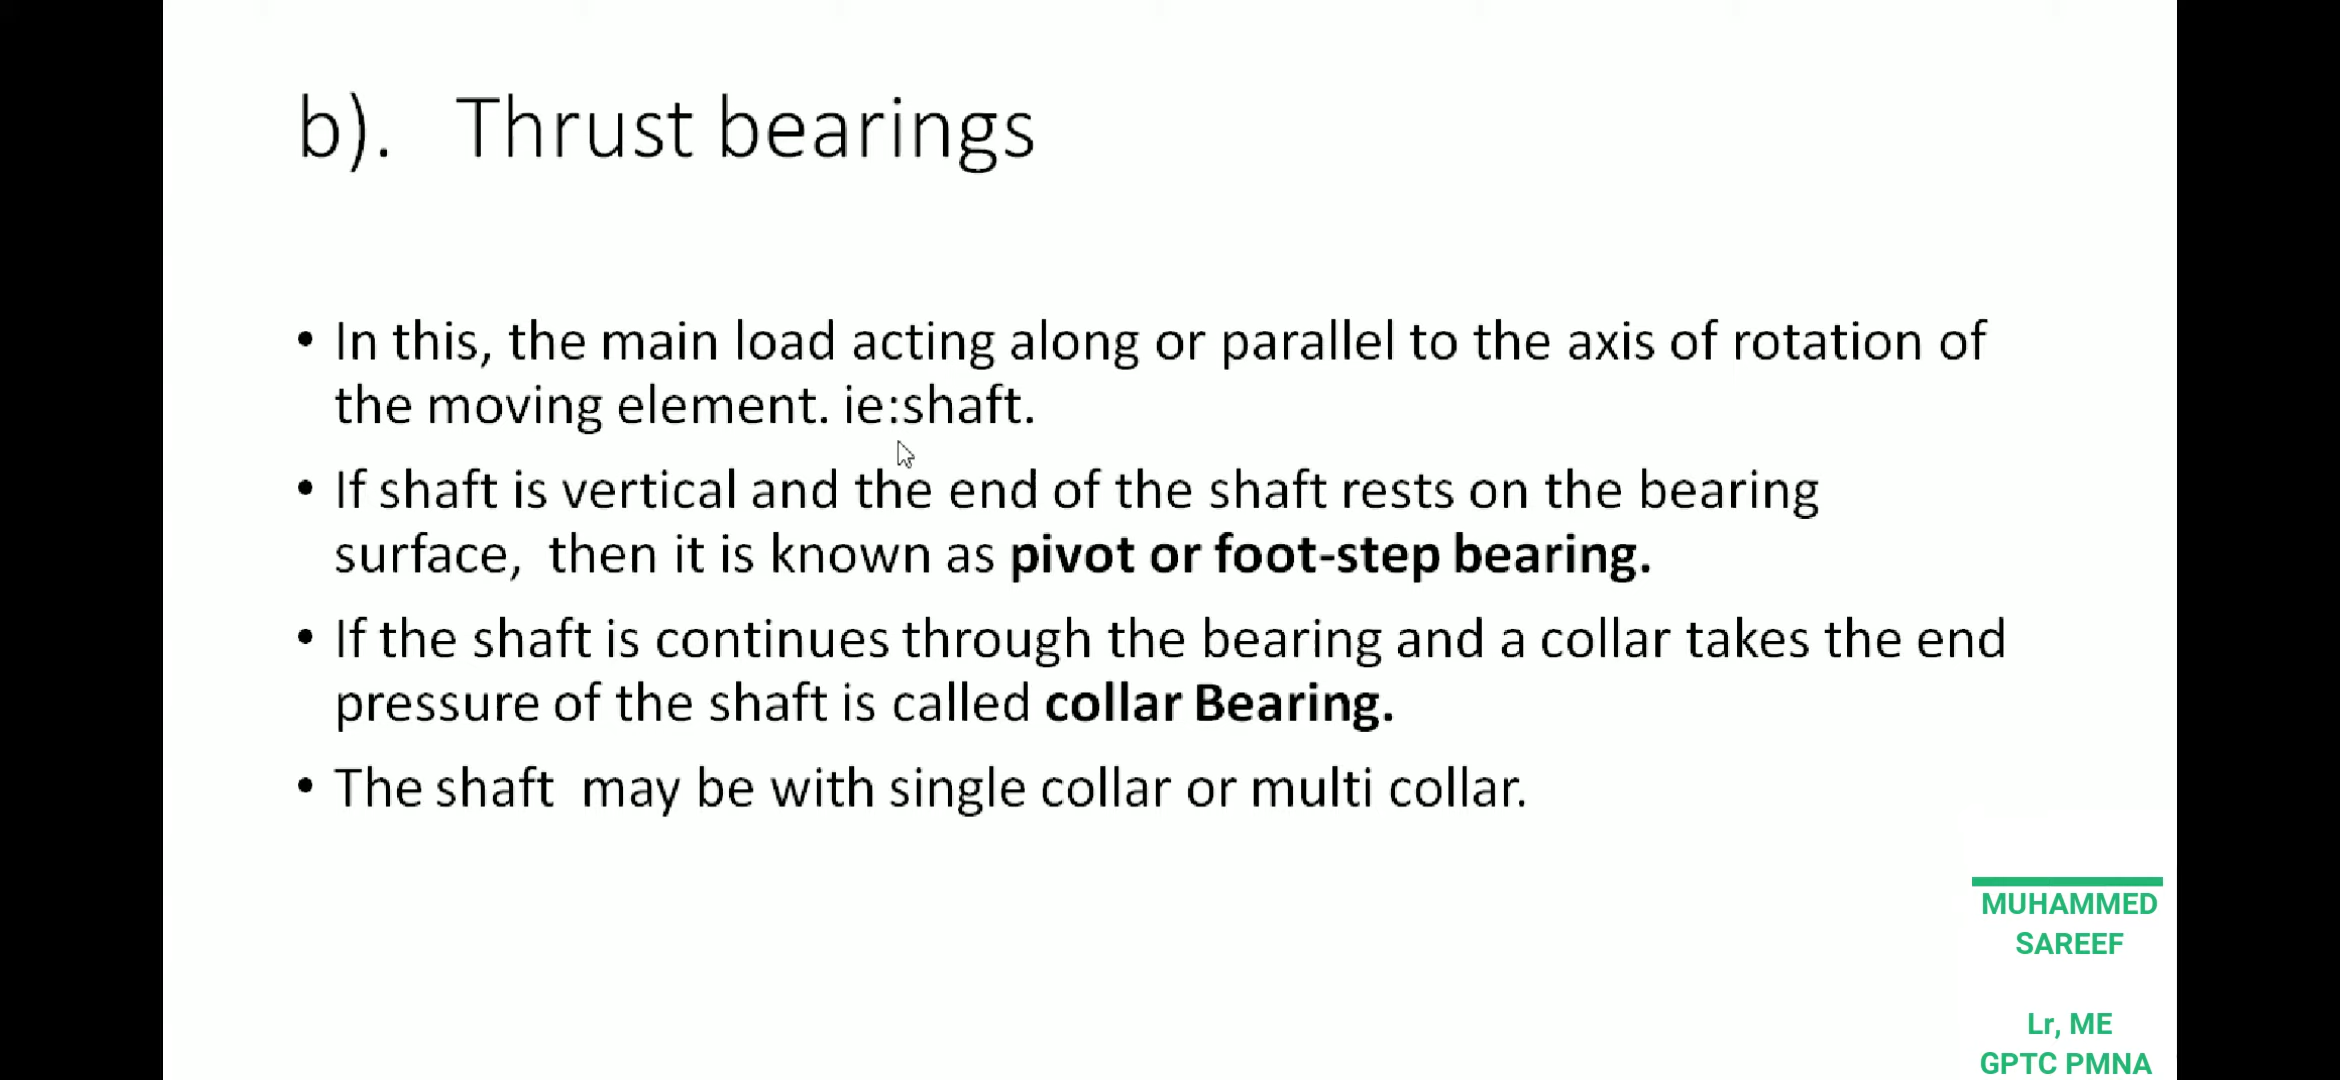 b).   Thrust bearings
• In this, the main load acting along or parallel to the axis of rotation of
the moving element. ie:shaft.
• If shaft is vertical and the end of the shaft rests on the bearing
surface,  then it is known as pivot or foot-step bearing.
• If the shaft is continues through the bearing and a collar takes the end
pressure of the shaft is called collar Bearing.
• The shaft  may be with single collar or multi collar.
MUHAMMED
SAREEF
Lr, ME
GPTC PMNA